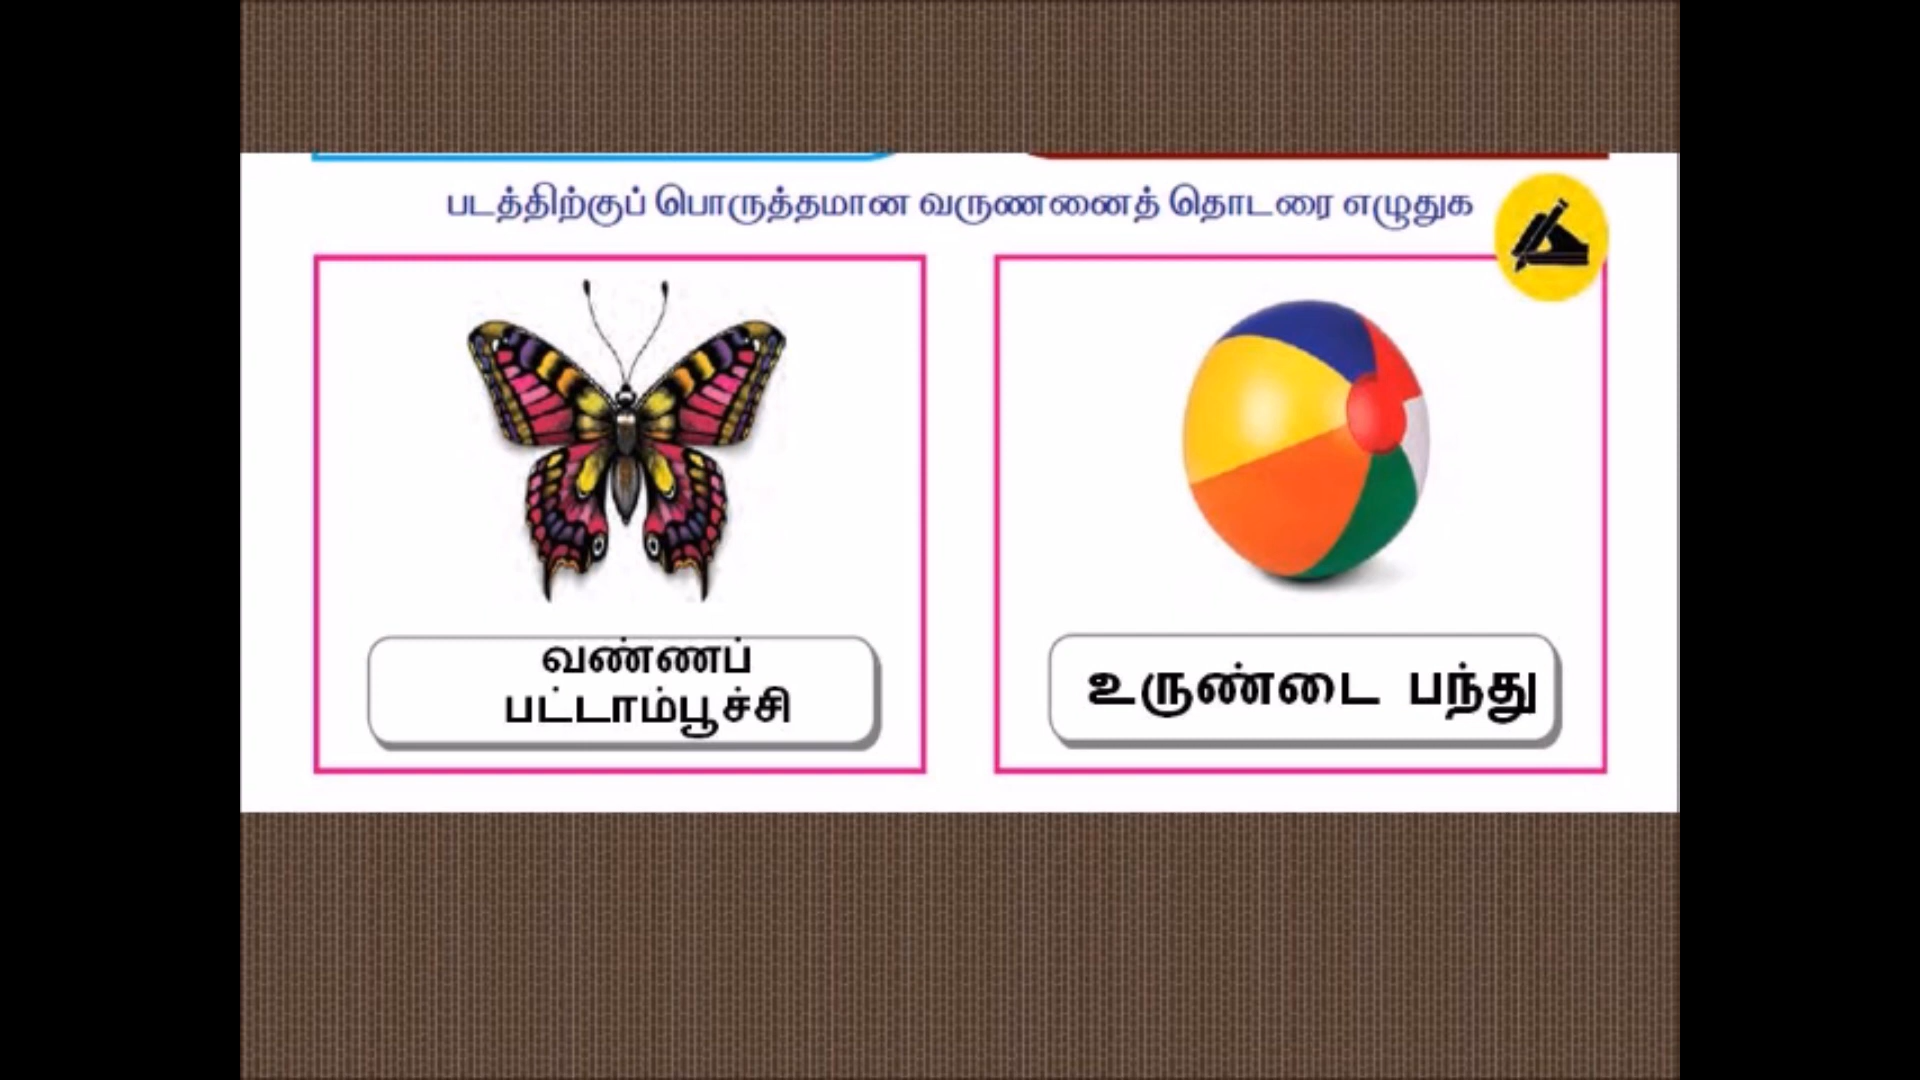 படத்திற்குப் பொருத்தமான வருணனைத் தொடரை எழுதுக
வண்ணப்
பட்டாம்பூச்சி
உருண்டை பந்து